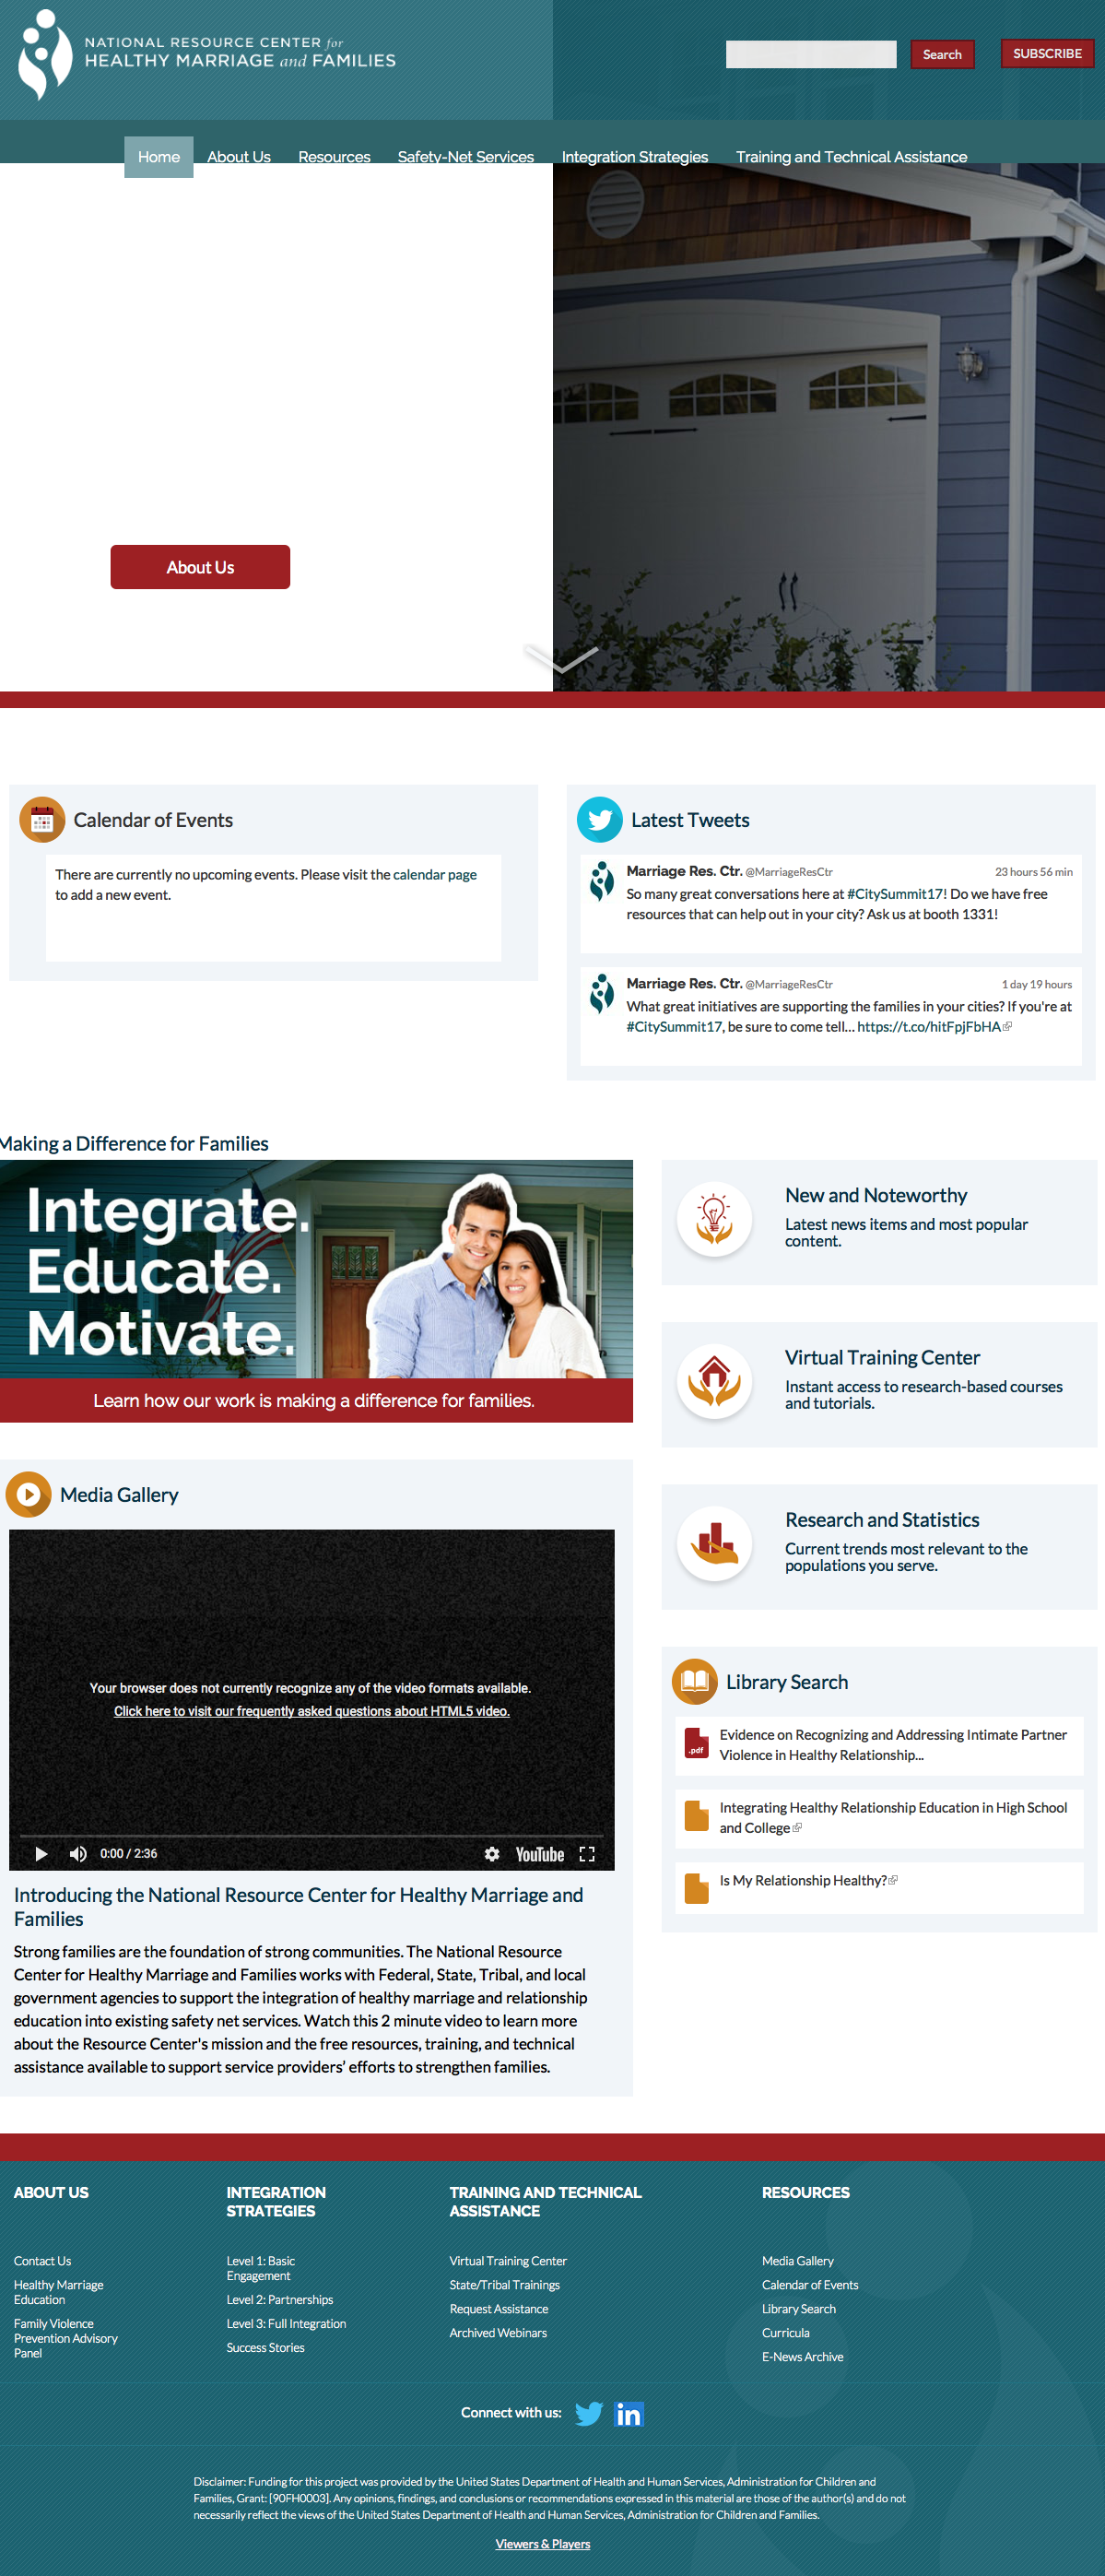 NATIONAL RESOURCE CENTER for
HEALTHY MARRIAGE and FAMILIES
Search
SUBSCRIBE
Home
About Us
Resources
Safety-Net Services
Integration Strategies
Training and Technical Assistance
About Us
Calendar of Events
There are currently no upcoming events. Please visit the calendar page
to add a new event.
Latest Tweets
Marriage Res. Ctr. @MarriageResCtr
23 hours 56 min
So many great conversations here at #CitySummit17! Do we have free
resources that can help out in your city? Ask us at booth 1331!
Marriage Res. Ctr. @MarriageResCtr
1 day 19 hours
What great initiatives are supporting the families in your cities? If you're at
#CitySummit17, be sure to come tell... https://t.co/hitFpjFbHA
Making a Difference for Families
Integrate.
Educate.
Motivate.
Learn how our work is making a difference for families.
New and Noteworthy
Latest news items and most popular
content.
Virtual Training Center
Instant access to research-based courses
and tutorials.
Research and Statistics
Current trends most relevant to the
populations you serve.
Media Gallery
Your browser does not currently recognize any of the video formats available.
Click here to visit our frequently asked questions about HTML5 video.
0:00 / 2:36
YouTube
Introducing the National Resource Center for Healthy Marriage and
Families
Strong families are the foundation of strong communities. The National Resource
Center for Healthy Marriage and Families works with Federal, State, Tribal, and local
government agencies to support the integration of healthy marriage and relationship
education into existing safety net services. Watch this 2 minute video to learn more
about the Resource Center's mission and the free resources, training, and technical
assistance available to support service providers’ efforts to strengthen families.
Library Search
.pdf
Evidence on Recognizing and Addressing Intimate Partner
Violence in Healthy Relationship...
Integrating Healthy Relationship Education in High School
and College
Is My Relationship Healthy?
ABOUT US
Contact Us
Healthy Marriage
Education
Family Violence
Prevention Advisory
Panel
INTEGRATION
STRATEGIES
Level 1: Basic
Engagement
Level 2: Partnerships
Level 3: Full Integration
Success Stories
TRAINING AND TECHNICAL
ASSISTANCE
Virtual Training Center
State/Tribal Trainings
Request Assistance
Archived Webinars
RESOURCES
Media Gallery
Calendar of Events
Library Search
Curricula
E-News Archive
Connect with us:
in
Disclaimer: Funding for this project was provided by the United States Department of Health and Human Services, Administration for Children and
Families, Grant: [90FH0003]. Any opinions, findings, and conclusions or recommendations expressed in this material are those of the author(s) and do not
necessarily reflect the views of the United States Department of Health and Human Services, Administration for Children and Families.
Viewers & Players